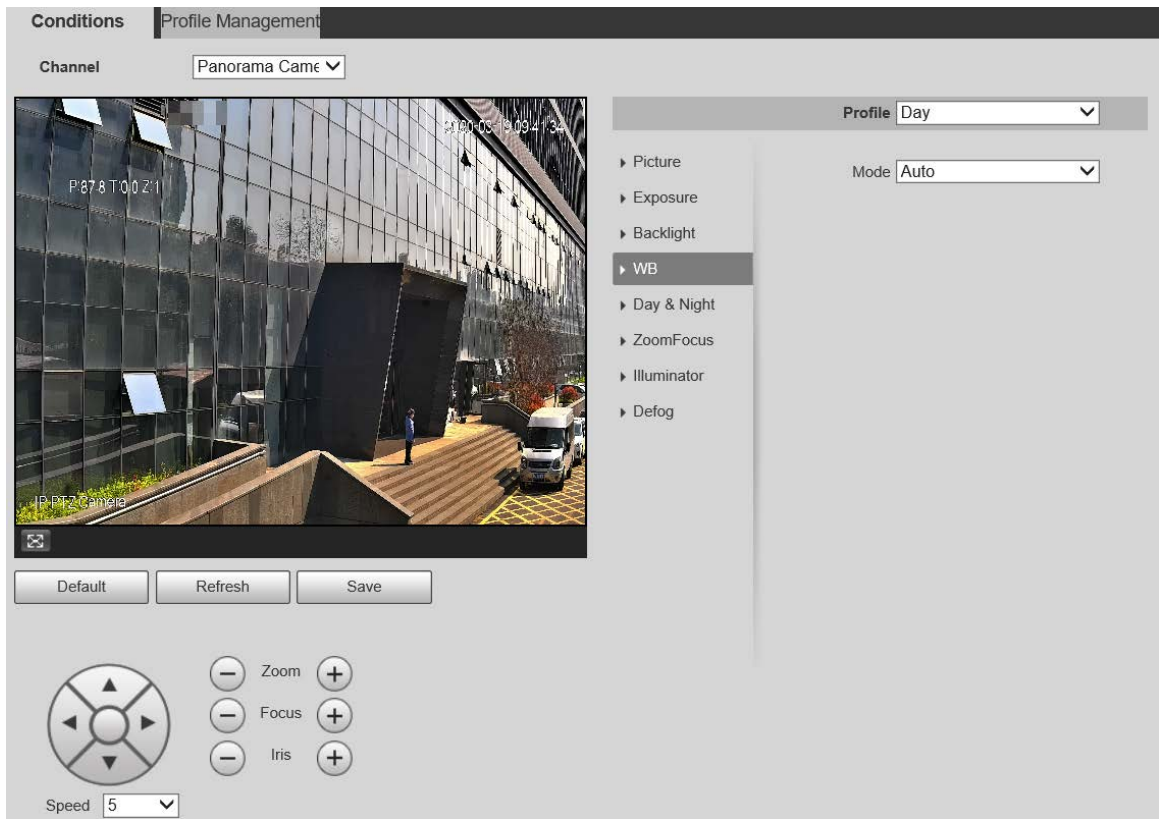 Conditions Profile Management
Channel Panorama Came
Profile Day
Mode Auto
P:87.8 T:0.0 Z:1
IP PTZ Camera
Picture
Exposure
Backlight
WB
Day & Night
ZoomFocus
Illuminator
Defog
Default Refresh Save
Zoom
Focus
Iris
Speed 5